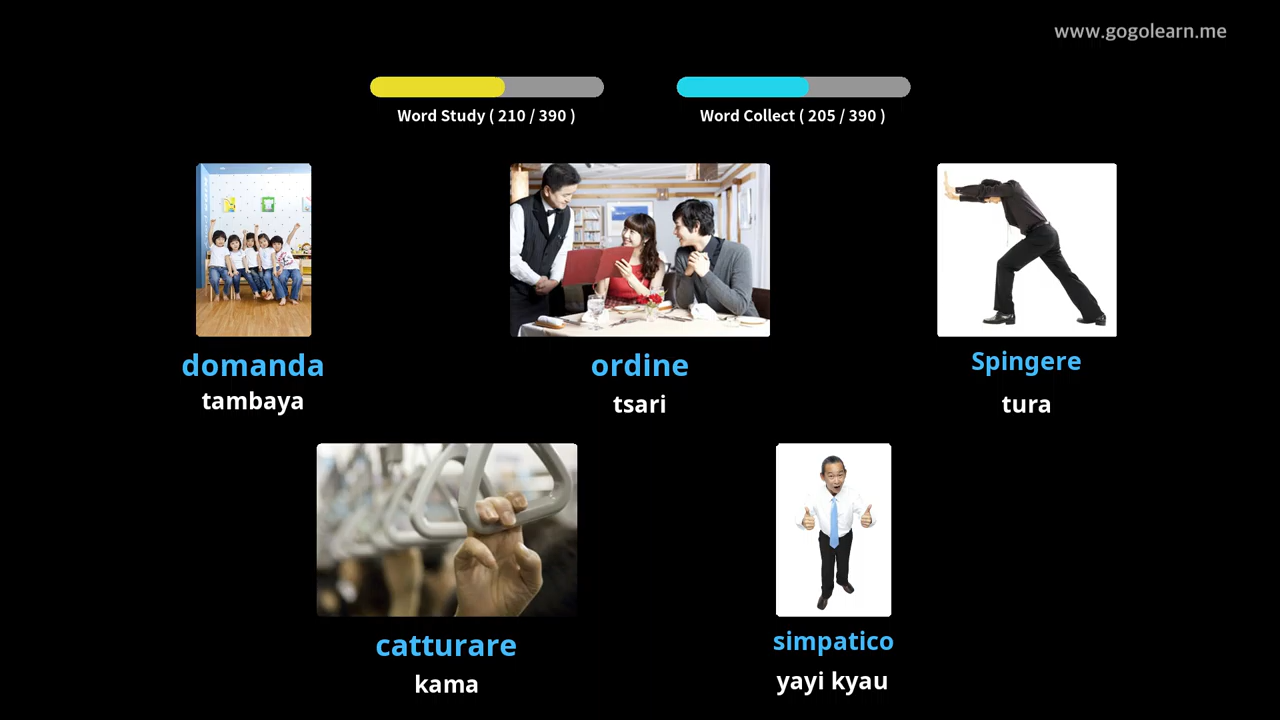 www.gogolearn.me
Word Study ( 210 / 390 )
Word Collect ( 205 / 390 )
domanda
tambaya
ordine
tsari
Spingere
tura
catturare
kama
simpatico
yayi kyau